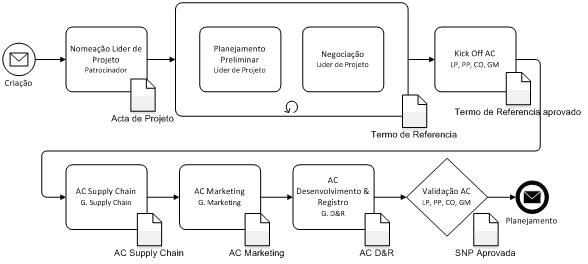 Criação
Nomeação Lider de
Projeto
Patrocinador
Acta de Projeto
Planejamento
Preliminar
Lider de Projeto
Negociação
Lider de Projeto
Termo de Referencia
Kick Off AC
LP, PP, CO, GM
Termo de Referencia aprovado
AC Supply Chain
G. Supply Chain
AC Supply Chain
AC Marketing
G. Marketing
AC Marketing
AC
Desenvolvimento &
Registro
G. D&R
AC D&R
Validação AC
LP, PP, CO, GM
SNP Aprovada
Planejamento